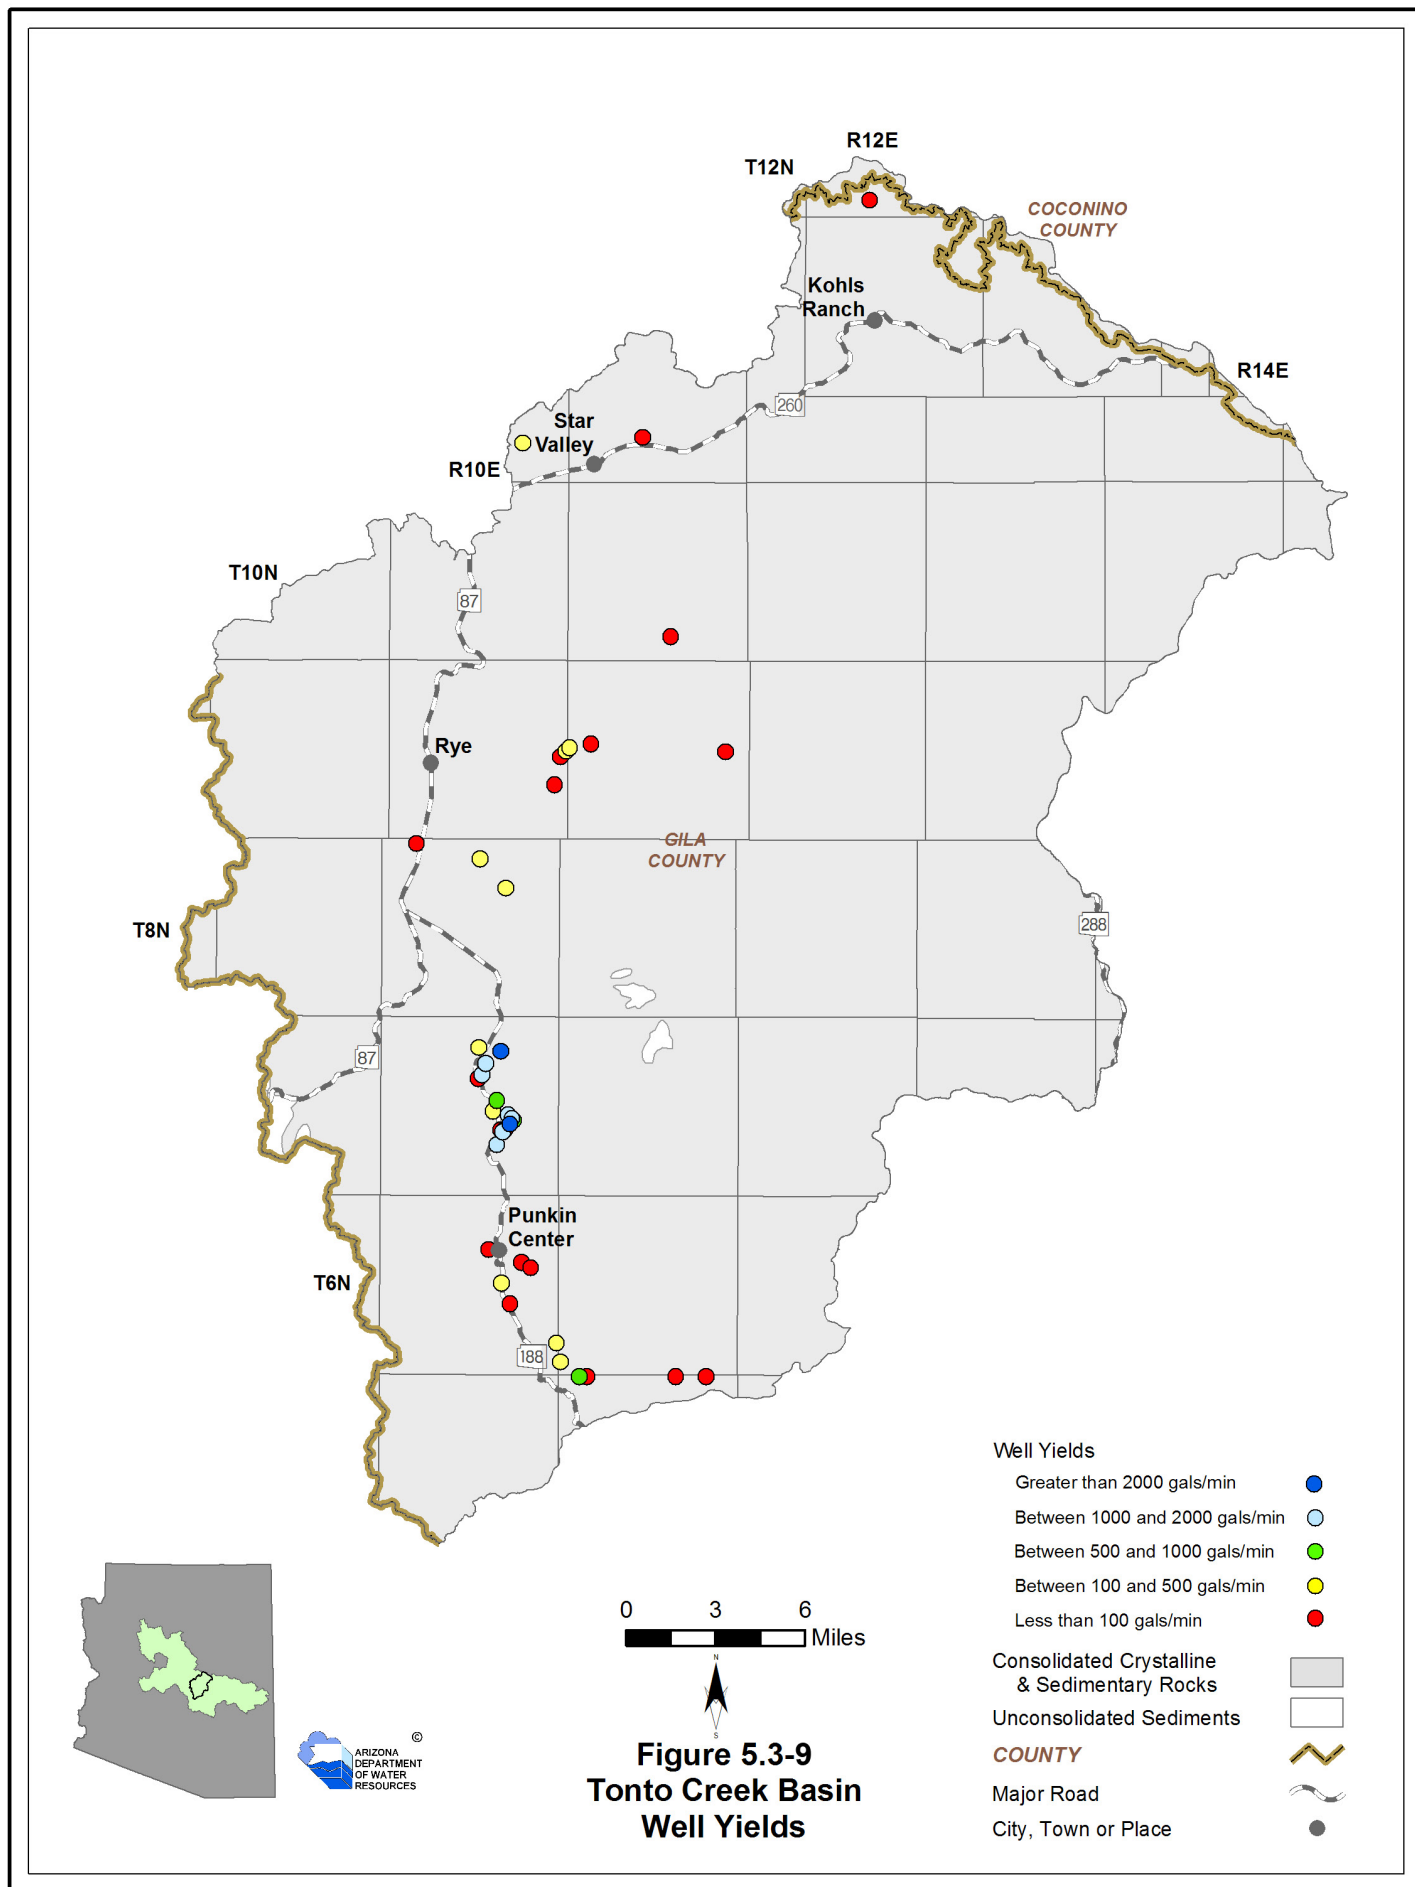 R12E
T12N
COCONINO
COUNTY
Kohls
Ranch
R14E
260
Star
Valley
R10E
T10N
87
Rye
GILA
COUNTY
T8N
288
87
Punkin
Center
T6N
188
Well Yields
Greater than 2000 gals/min
Between 1000 and 2000 gals/min
Between 500 and 1000 gals/min
Between 100 and 500 gals/min
Less than 100 gals/min
0 3 6
Miles
Consolidated Crystalline
& Sedimentary Rocks
Unconsolidated Sediments
COUNTY
Major Road
City, Town or Place
N
S
©
ARIZONA
DEPARTMENT
OF WATER
RESOURCES
Figure 5.3-9
Tonto Creek Basin
Well Yields